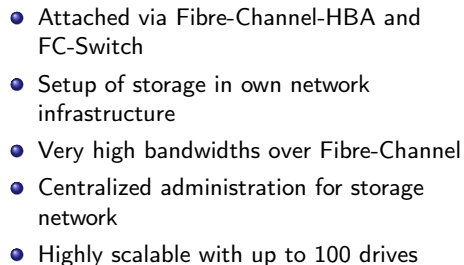 Attached via Fibre-Channel-HBA and
FC-Switch
Setup of storage in own network
infrastructure
Very high bandwidths over Fibre-Channel
Centralized administration for storage
network
Highly scalable with up to 100 drives